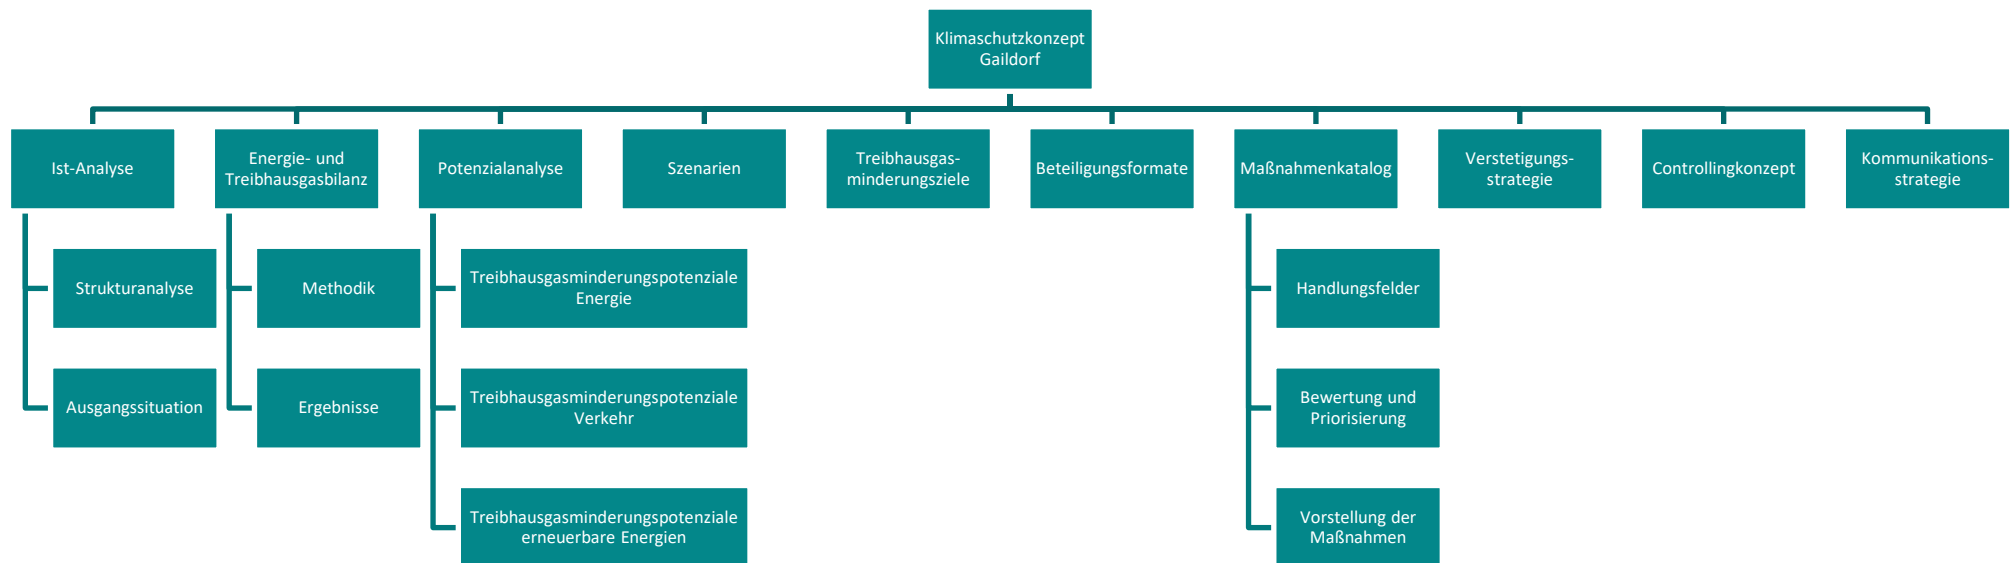 Klimaschutzkonzept
Gaildorf
Ist-Analyse
Energie- und
Treibhausgasbilanz
Potenzialanalyse
Szenarien
Treibhausgas-
minderungsziele
Beteiligungsformate
Maßnahmenkatalog
Verstetigungs-
strategie
Controllingkonzept
Kommunikations-
strategie
Strukturanalyse
Ausgangssituation
Methodik
Ergebnisse
Treibhausgasminderungspotenziale
Energie
Treibhausgasminderungspotenziale
Verkehr
Treibhausgasminderungspotenziale
erneuerbare Energien
Handlungsfelder
Bewertung und
Priorisierung
Vorstellung der
Maßnahmen